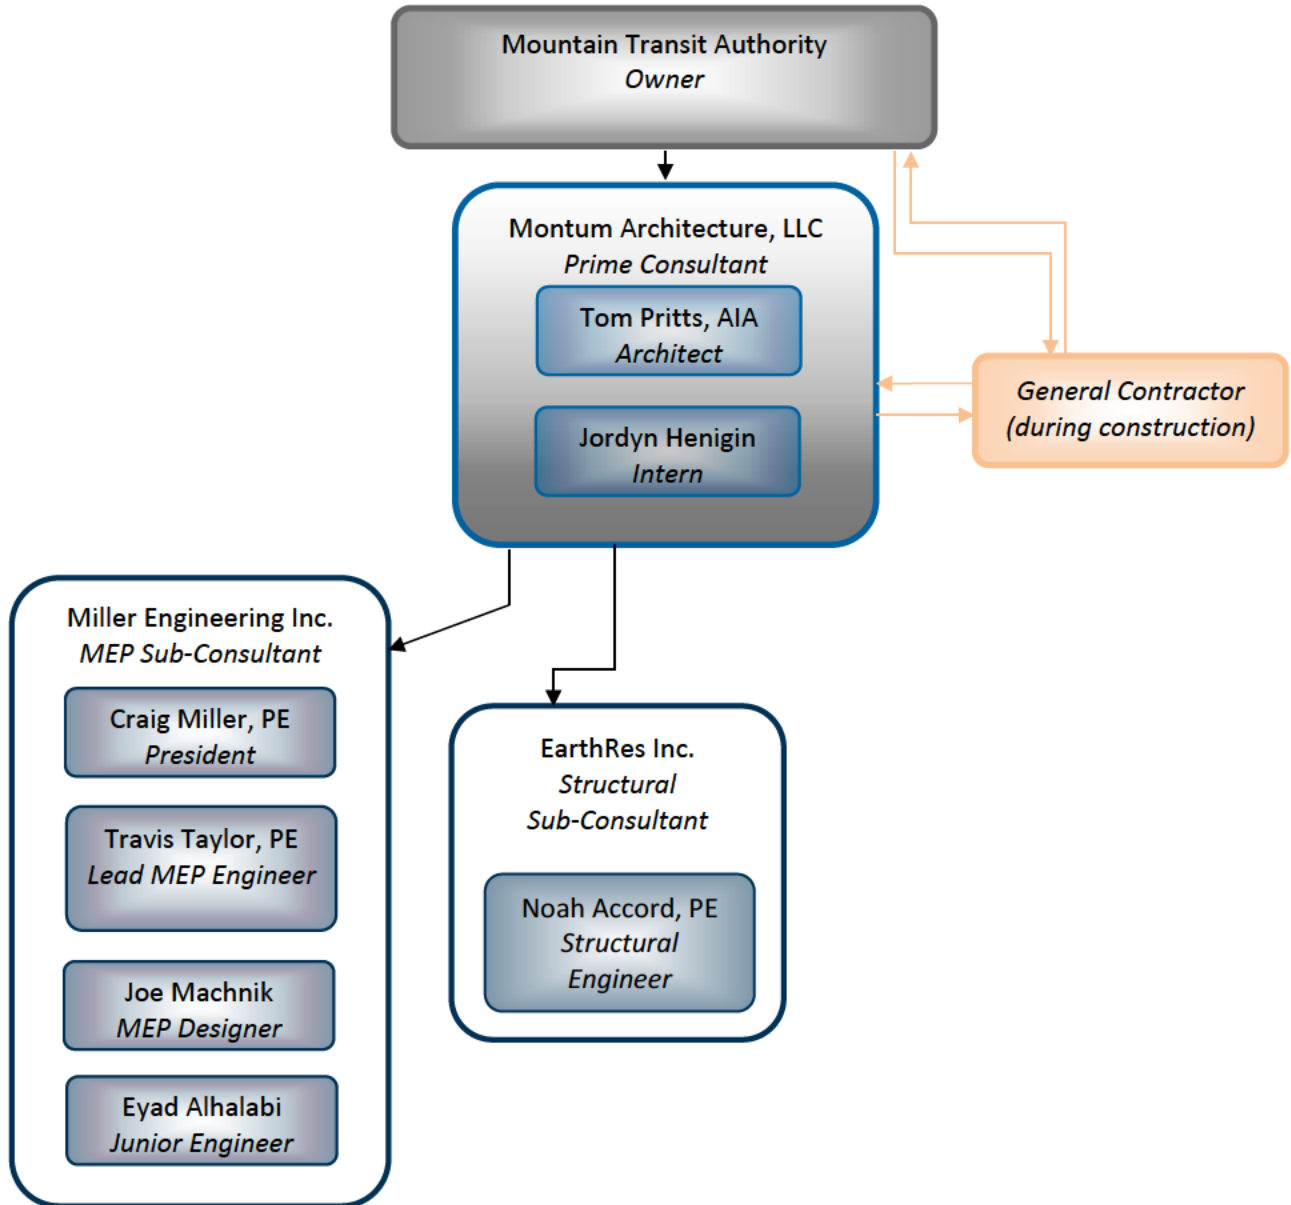 Mountain Transit Authority
Owner
Montum Architecture, LLC
Prime Consultant
Tom Pritts, AIA
Architect
Jordyn Henigin
Intern
General Contractor
(during construction)
Miller Engineering Inc.
MEP Sub-Consultant
Craig Miller, PE
President
Travis Taylor, PE
Lead MEP Engineer
Joe Machnik
MEP Designer
Eyad Alhalabi
Junior Engineer
EarthRes Inc.
Structural
Sub-Consultant
Noah Accord, PE
Structural
Engineer